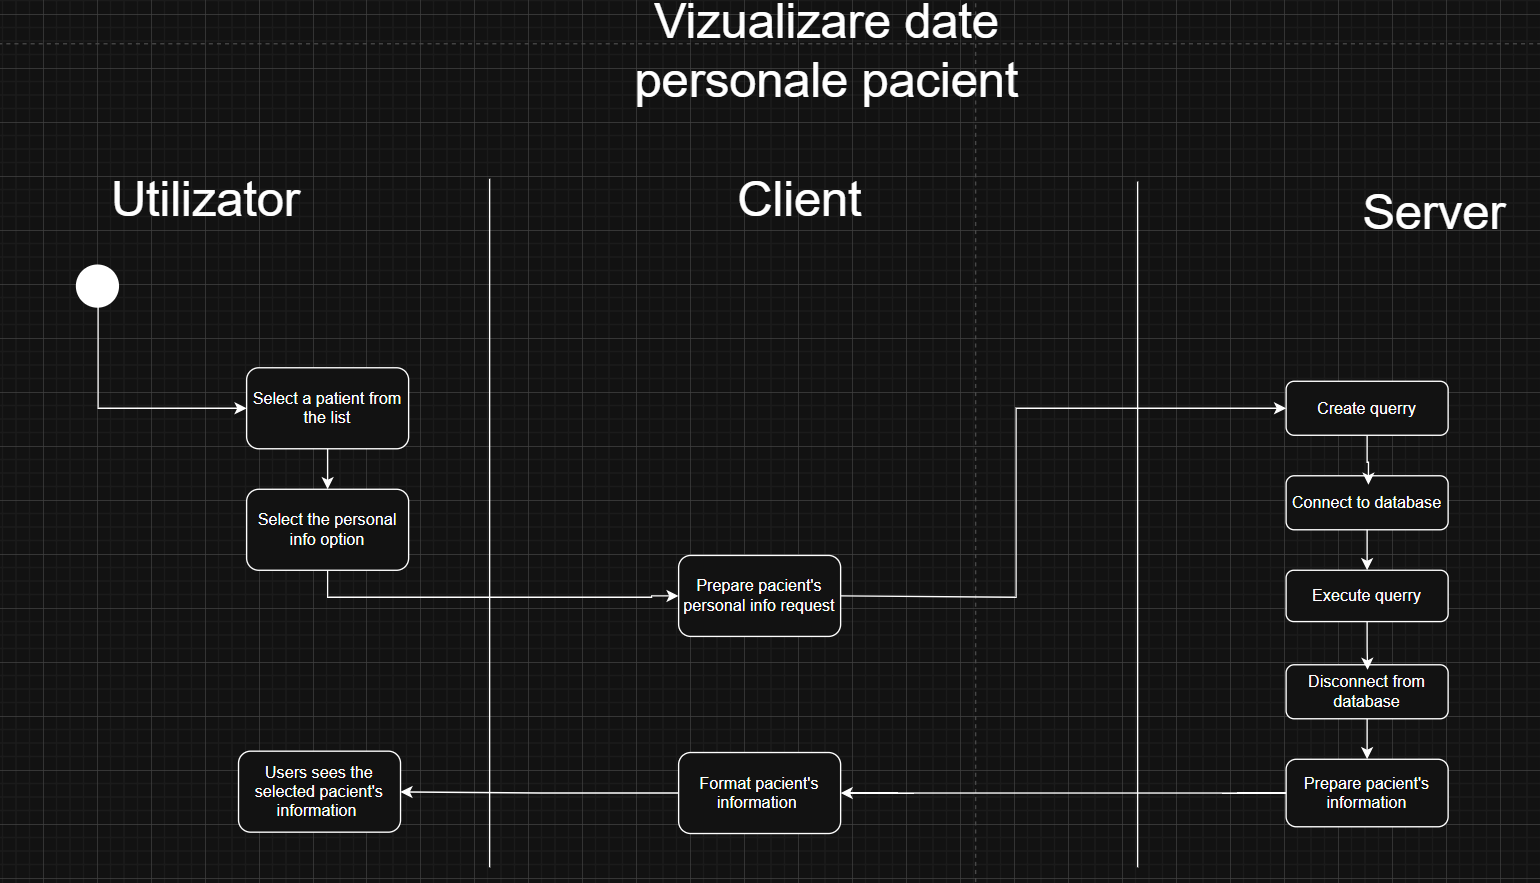 Vizualizare date
personale pacient
Utilizator
Client
Server
Select a patient from
the list
Select the personal
info option
Prepare pacient's
personal info request
Create querry
Connect to database
Execute querry
Disconnect from
database
Prepare pacient's
information
Format pacient's
information
Users sees the
selected pacient's
information